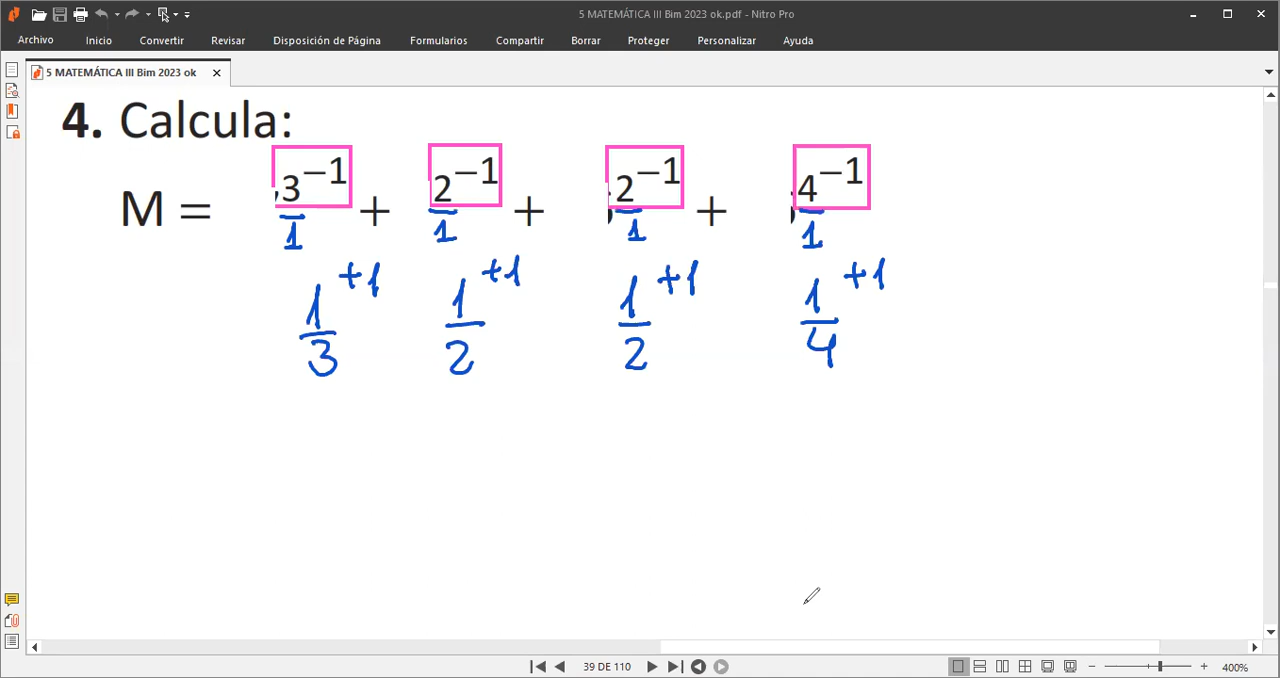 5 MATEMÁTICA III Bim 2023 ok.pdf - Nitro Pro
Archivo Inicio Convertir Revisar Disposición de Página Formularios Compartir Borrar Proteger Personalizar Ayuda
5 MATEMÁTICA III Bim 2023 ok
4. Calcula:
M = 3⁻¹ + 2⁻¹ + 2⁻¹ + 4⁻¹
1 1 1 1
+1 +1 +1 +1
1 1 1 1
3 2 2 4
39 DE 110
400%